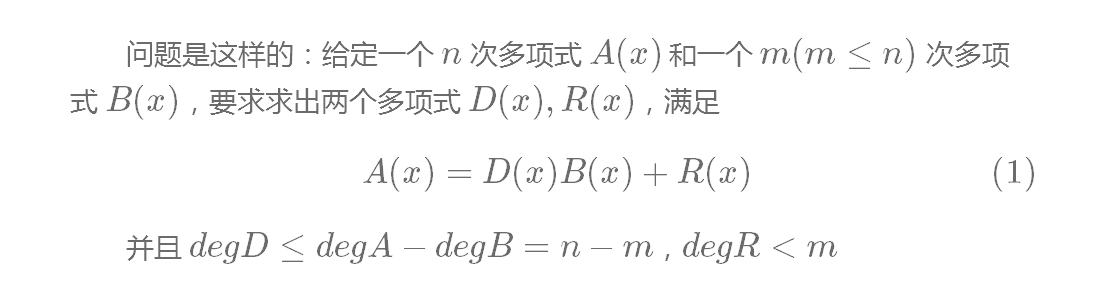 问题是这样的：给定一个 n 次多项式 A(x) 和一个 m(m ≤ n) 次多项
式 B(x)，要求求出两个多项式 D(x), R(x)，满足
A(x) = D(x)B(x) + R(x) (1)
并且 degD ≤ degA − degB = n − m，degR < m